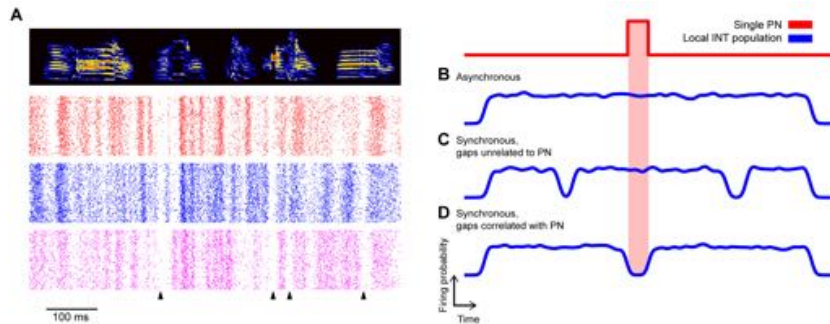 A
100 ms
Single PN
Local INT population
B
Asynchronous
C
Synchronous,
gaps unrelated to PN
D
Synchronous,
gaps correlated with PN
Firing probability
Time